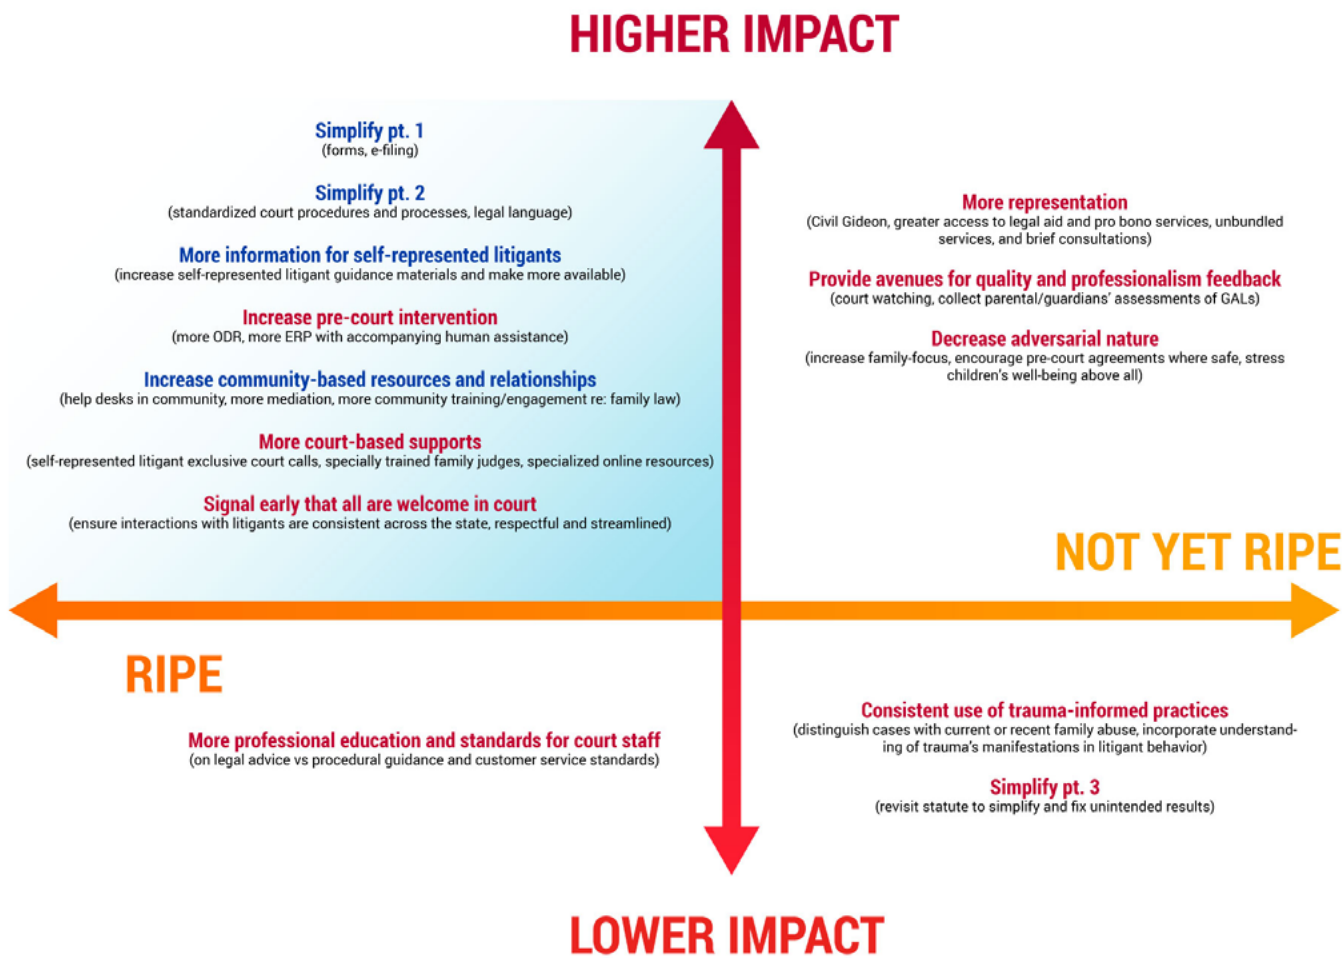 HIGHER IMPACT
Simplify pt. 1
(forms, e-filing)
Simplify pt. 2
(standardized court procedures and processes, legal language)
More information for self-represented litigants
(increase self-represented litigant guidance materials and make more available)
Increase pre-court intervention
(more ODR, more ERP with accompanying human assistance)
Increase community-based resources and relationships
(help desks in community, more mediation, more community training/engagement re: family law)
More court-based supports
(self-represented litigant exclusive court calls, specially trained family judges, specialized online resources)
Signal early that all are welcome in court
(ensure interactions with litigants are consistent across the state, respectful and streamlined)
More representation
(Civil Gideon, greater access to legal aid and pro bono services, unbundled
services, and brief consultations)
Provide avenues for quality and professionalism feedback
(court watching, collect parental/guardians' assessments of GALs)
Decrease adversarial nature
(increase family-focus, encourage pre-court agreements where safe, stress
children's well-being above all)
NOT YET RIPE
RIPE
More professional education and standards for court staff
(on legal advice vs procedural guidance and customer service standards)
Consistent use of trauma-informed practices
(distinguish cases with current or recent family abuse, incorporate understand-
ing of trauma's manifestations in litigant behavior)
Simplify pt. 3
(revisit statute to simplify and fix unintended results)
LOWER IMPACT